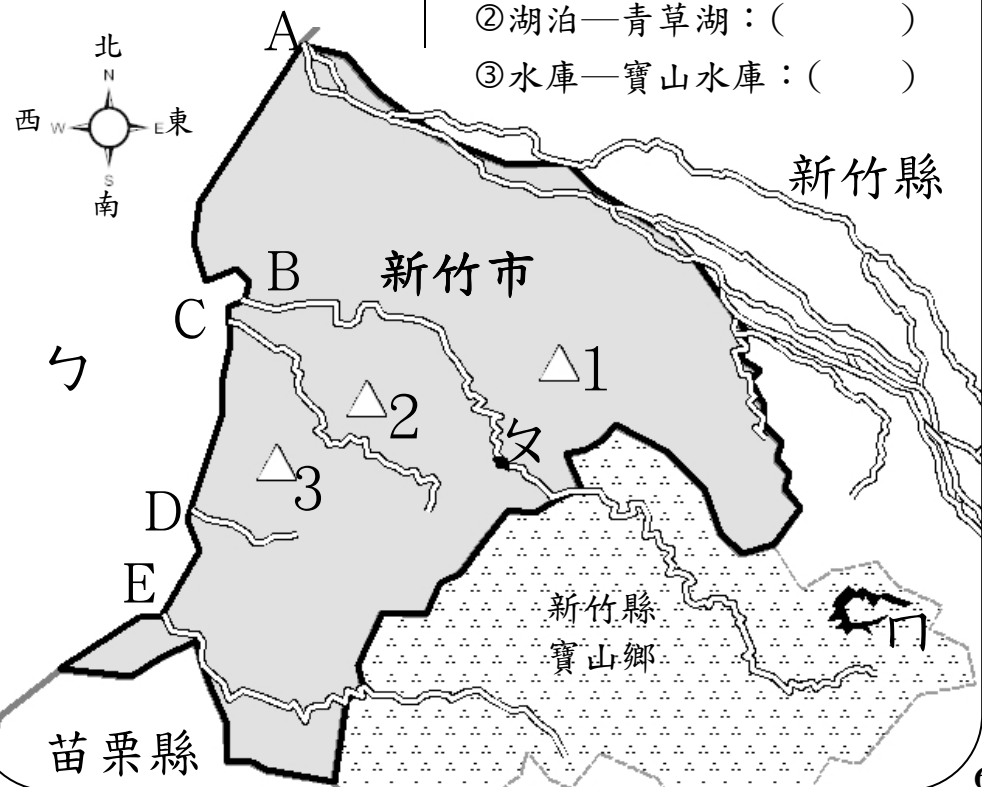 ②湖泊—青草湖：(　　　)
③水庫—寶山水庫：(　　　)
A
北
N
西 W E 東
S
南
新竹縣
B
新竹市
C
ㄅ
1
2
ㄆ
3
D
E
新竹縣
寶山鄉
ㄇ
苗栗縣